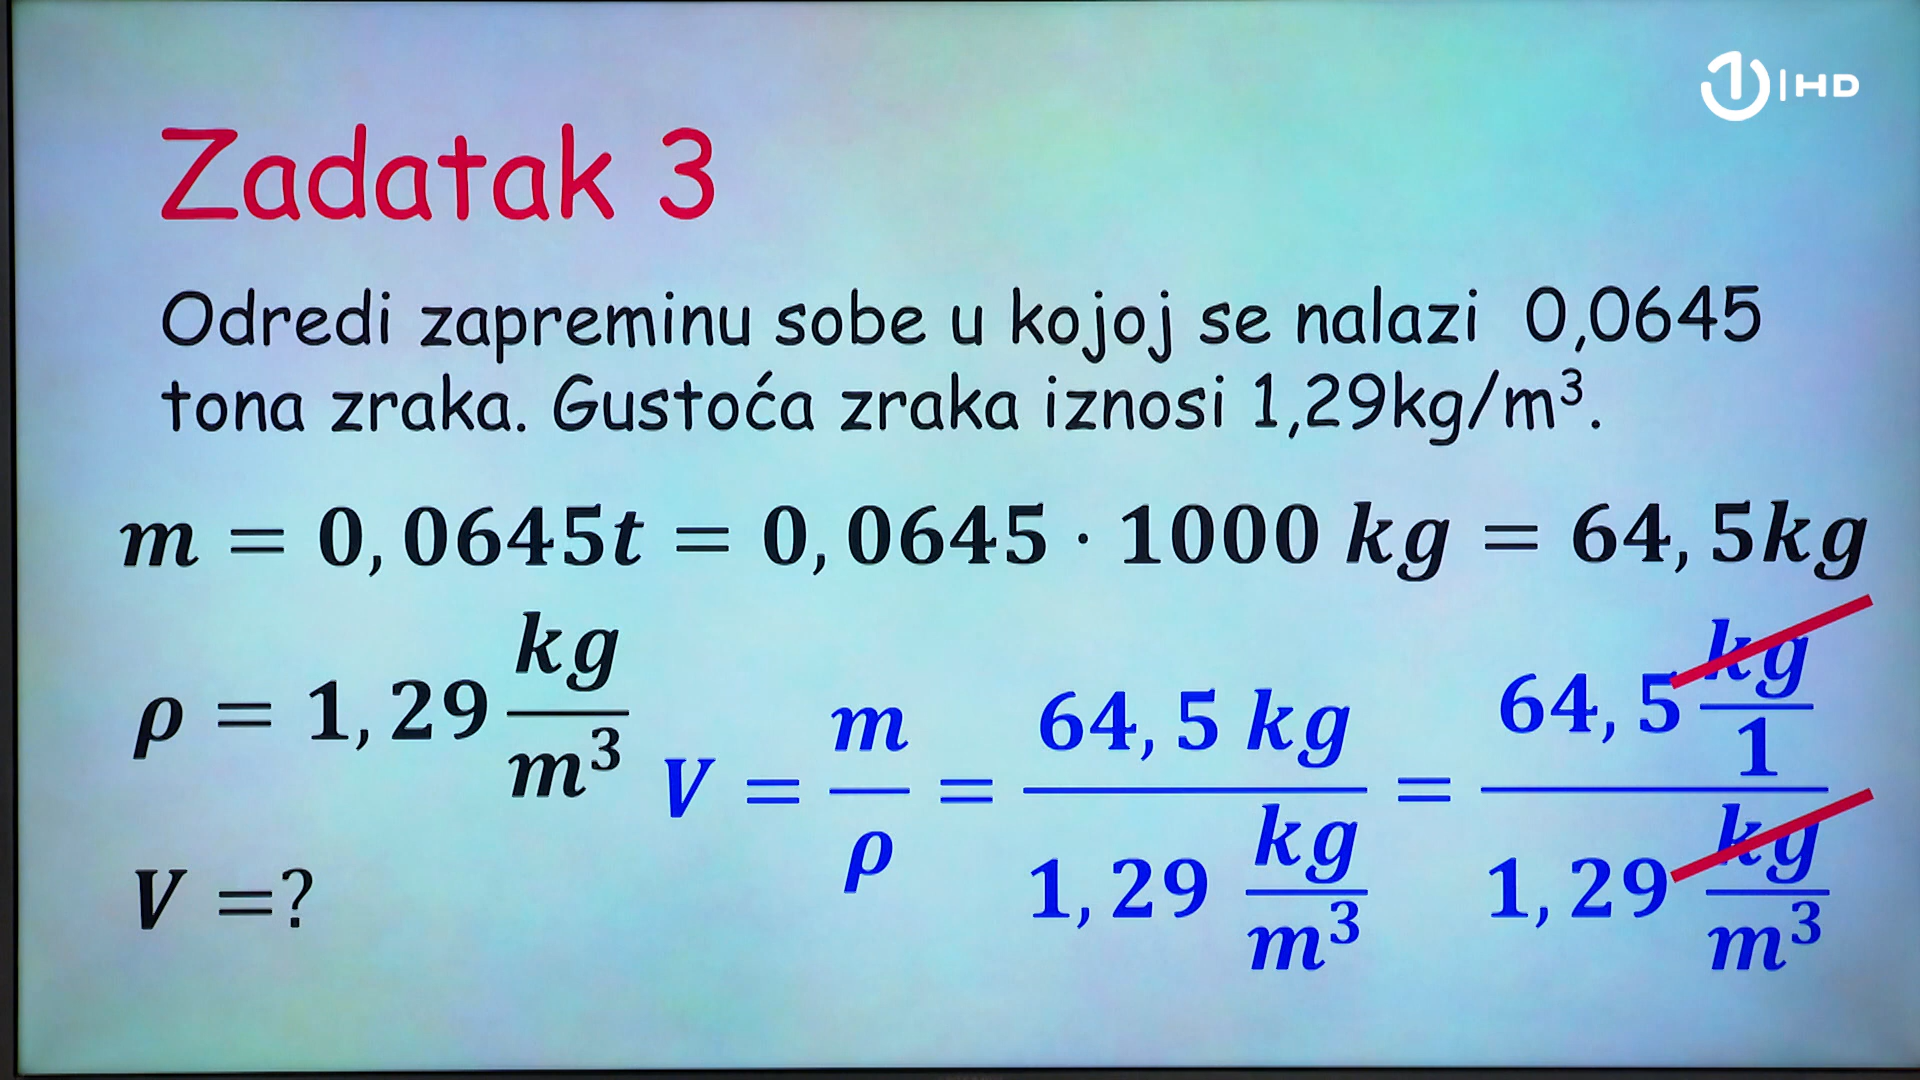 1|HD
Zadatak 3
Odredi zapreminu sobe u kojoj se nalazi 0,0645
tona zraka. Gustoća zraka iznosi 1,29kg/m³.
m = 0,0645t = 0,0645 · 1000 kg = 64,5kg
ρ = 1,29 kg/m³
V = m/ρ = 64,5 kg / 1,29 kg/m³ = 64,5 kg/1 / 1,29 kg/m³
V =?